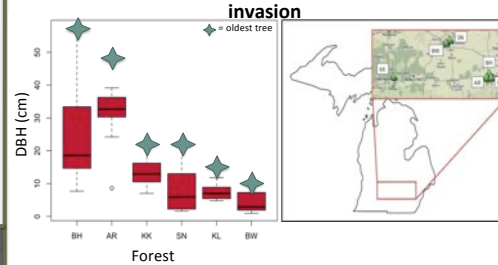 invasion
= oldest tree
DBH (cm)
50
40
30
20
10
0
BH
AR
KK
SN
KL
BW
Forest
SN
BW
BH
KK
AR